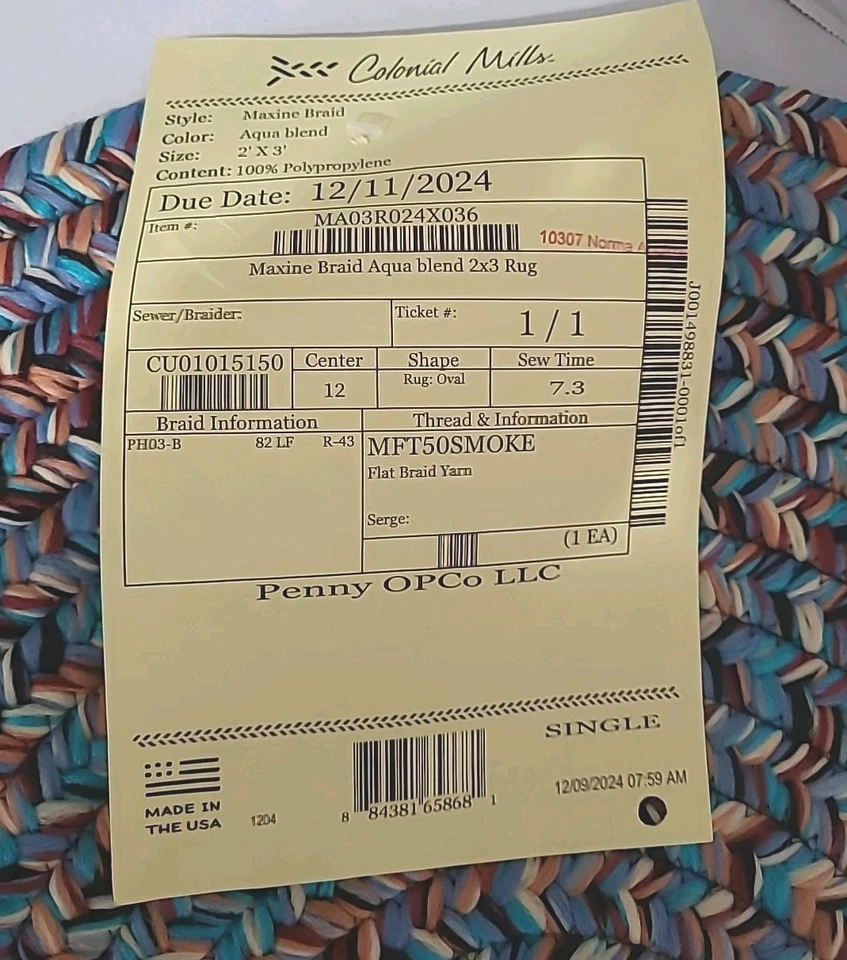 Colonial Mills
Style: Maxine Braid
Color: Aqua blend
Size: 2' X 3'
Content: 100% Polypropylene
Due Date: 12/11/2024
Item #: MA03R024X036
10307 Norma
Maxine Braid Aqua blend 2x3 Rug
Sewer/Braider:
Ticket #: 1 / 1
CU01015150 Center Shape Sew Time
12 Rug: Oval 7.3
Braid Information Thread & Information
PH03-B 82 LF R-43 MFT50SMOKE
Flat Braid Yarn
Serge:
(1 EA)
J001498831-0001of1
Penny OPCo LLC
SINGLE
MADE IN
THE USA
1204
8 84381 65868 1
12/09/2024 07:59 AM